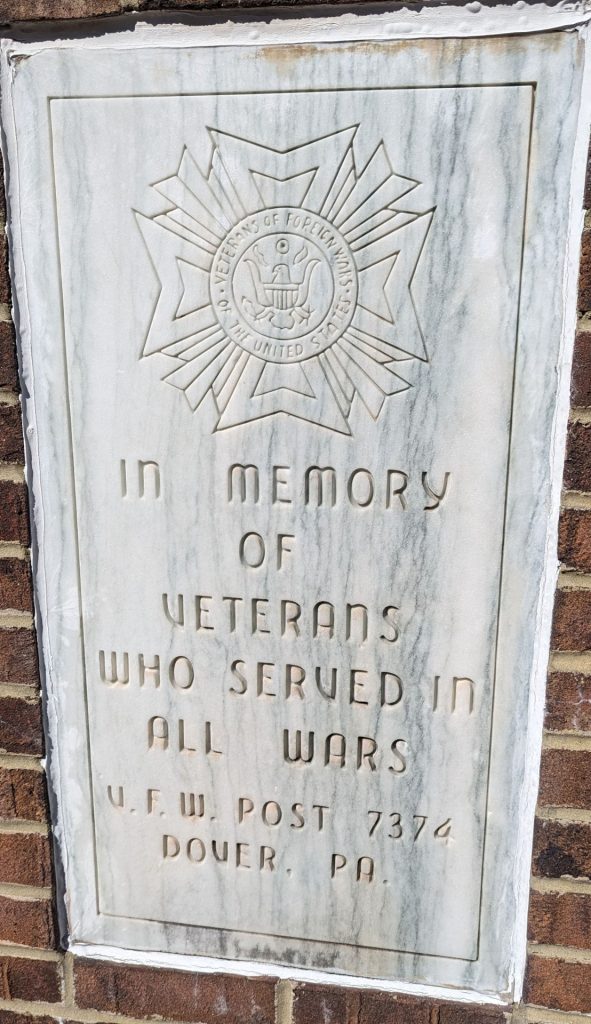 VETERANS OF FOREIGN WARS
OF THE UNITED STATES
IN MEMORY
OF
VETERANS
WHO SERVED IN
ALL WARS
V.F.W. POST 7374
DOVER, PA.